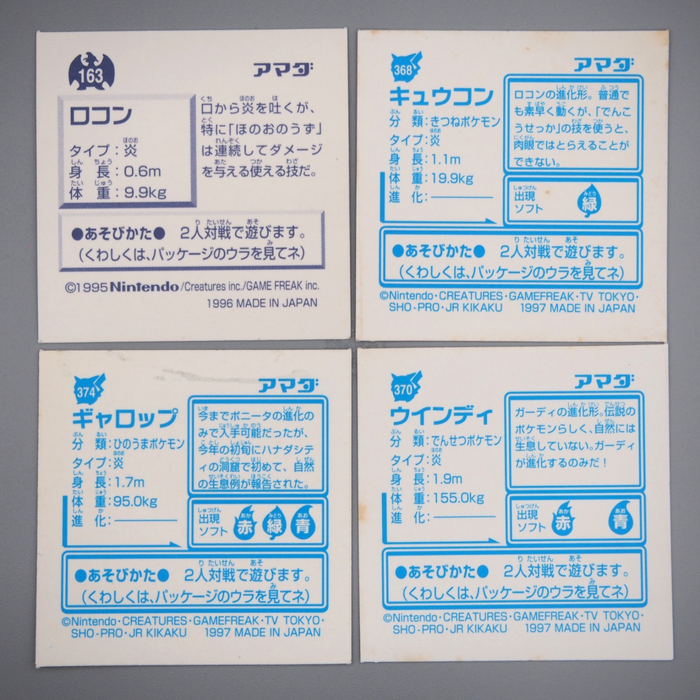 163
アマダ
ロコン
タイプ:炎
身長:0.6m
体重:9.9kg
口から炎を吐くが、
特に「ほのおのうず」
は連続してダメージ
を与える使える技だ。
●あそびかた● 2人対戦で遊びます。
(くわしくは、パッケージのウラを見てネ)
©1995 Nintendo/Creatures inc./GAME FREAK inc.
1996 MADE IN JAPAN
368
アマダ
キュウコン
分類:きつねポケモン
タイプ:炎
身長:1.1m
体重:19.9kg
進化:————
ロコンの進化形。普通で
も素早く動くが、「でんこ
うせっか」の技を使うと、
肉眼ではとらえることが
できない。
出現
ソフト
緑
●あそびかた● 2人対戦で遊びます。
(くわしくは、パッケージのウラを見てネ)
©Nintendo・CREATURES・GAMEFREAK・TV TOKYO・
SHO-PRO・JR KIKAKU 1997 MADE IN JAPAN
374
アマダ
ギャロップ
分類:ひのうまポケモン
タイプ:炎
身長:1.7m
体重:95.0kg
進化:————
今までポニータの進化の
みで入手可能だったが、
今年の初旬にハナダシティ
の洞窟で初めて、自然
の生息例が報告された。
出現
ソフト
赤 緑 青
●あそびかた● 2人対戦で遊びます。
(くわしくは、パッケージのウラを見てネ)
©Nintendo・CREATURES・GAMEFREAK・TV TOKYO・
SHO-PRO・JR KIKAKU 1997 MADE IN JAPAN
370
アマダ
ウインディ
分類:でんせつポケモン
タイプ:炎
身長:1.9m
体重:155.0kg
進化:————
ガーディの進化形。伝説の
ポケモンらしく、自然には
生息していない。ガーディ
が進化するのみだ!
出現
ソフト
赤 青
●あそびかた● 2人対戦で遊びます。
(くわしくは、パッケージのウラを見てネ)
©Nintendo・CREATURES・GAMEFREAK・TV TOKYO・
SHO-PRO・JR KIKAKU 1997 MADE IN JAPAN